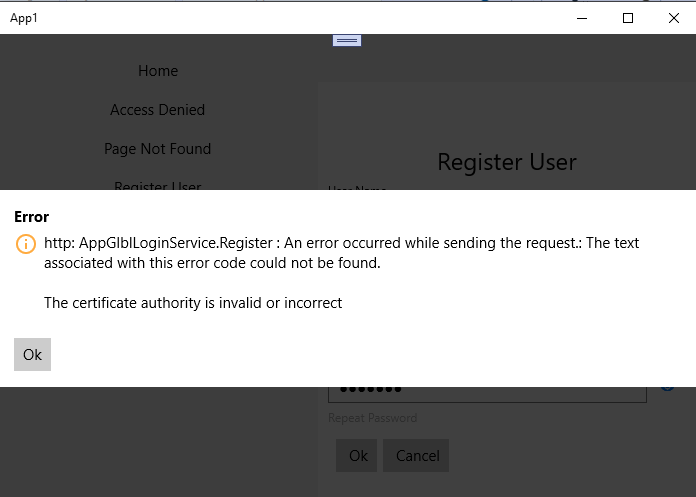 App1
Home
Access Denied
Page Not Found
Register User
Register User
User Name
Error
http: AppGlblLoginService.Register : An error occurred while sending the request.: The text
associated with this error code could not be found.
The certificate authority is invalid or incorrect
Ok
Repeat Password
Ok
Cancel